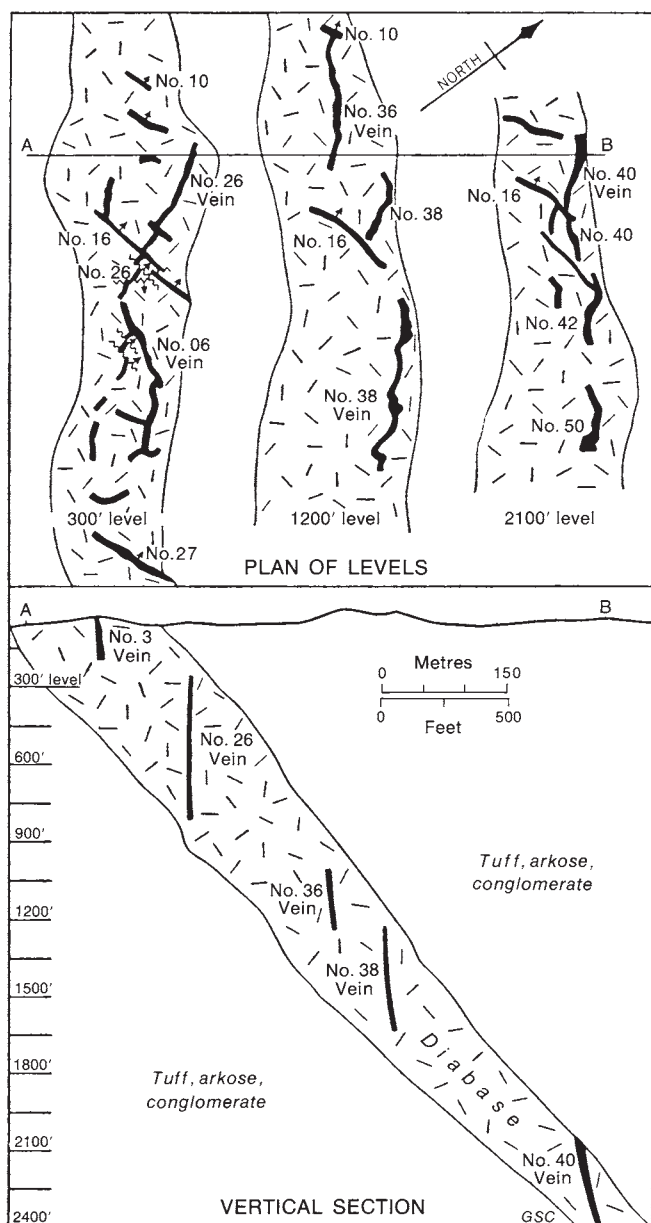 No. 10
No. 10
NORTH
No. 36
Vein
A
B
No. 26
Vein
No. 40
Vein
No. 16
No. 38
No. 16
No. 16
No. 40
No. 26
No. 06
Vein
No. 42
No. 38
Vein
No. 50
300' level
1200' level
2100' level
No. 27
PLAN OF LEVELS
A
B
No. 3
Vein
Metres
0
150
300' level
0
500
Feet
No. 26
Vein
600'
900'
Tuff, arkose,
conglomerate
No. 36
Vein
1200'
No. 38
Vein
1500'
Diabase
1800'
Tuff, arkose,
conglomerate
2100'
No. 40
Vein
VERTICAL SECTION
GSC
2400'